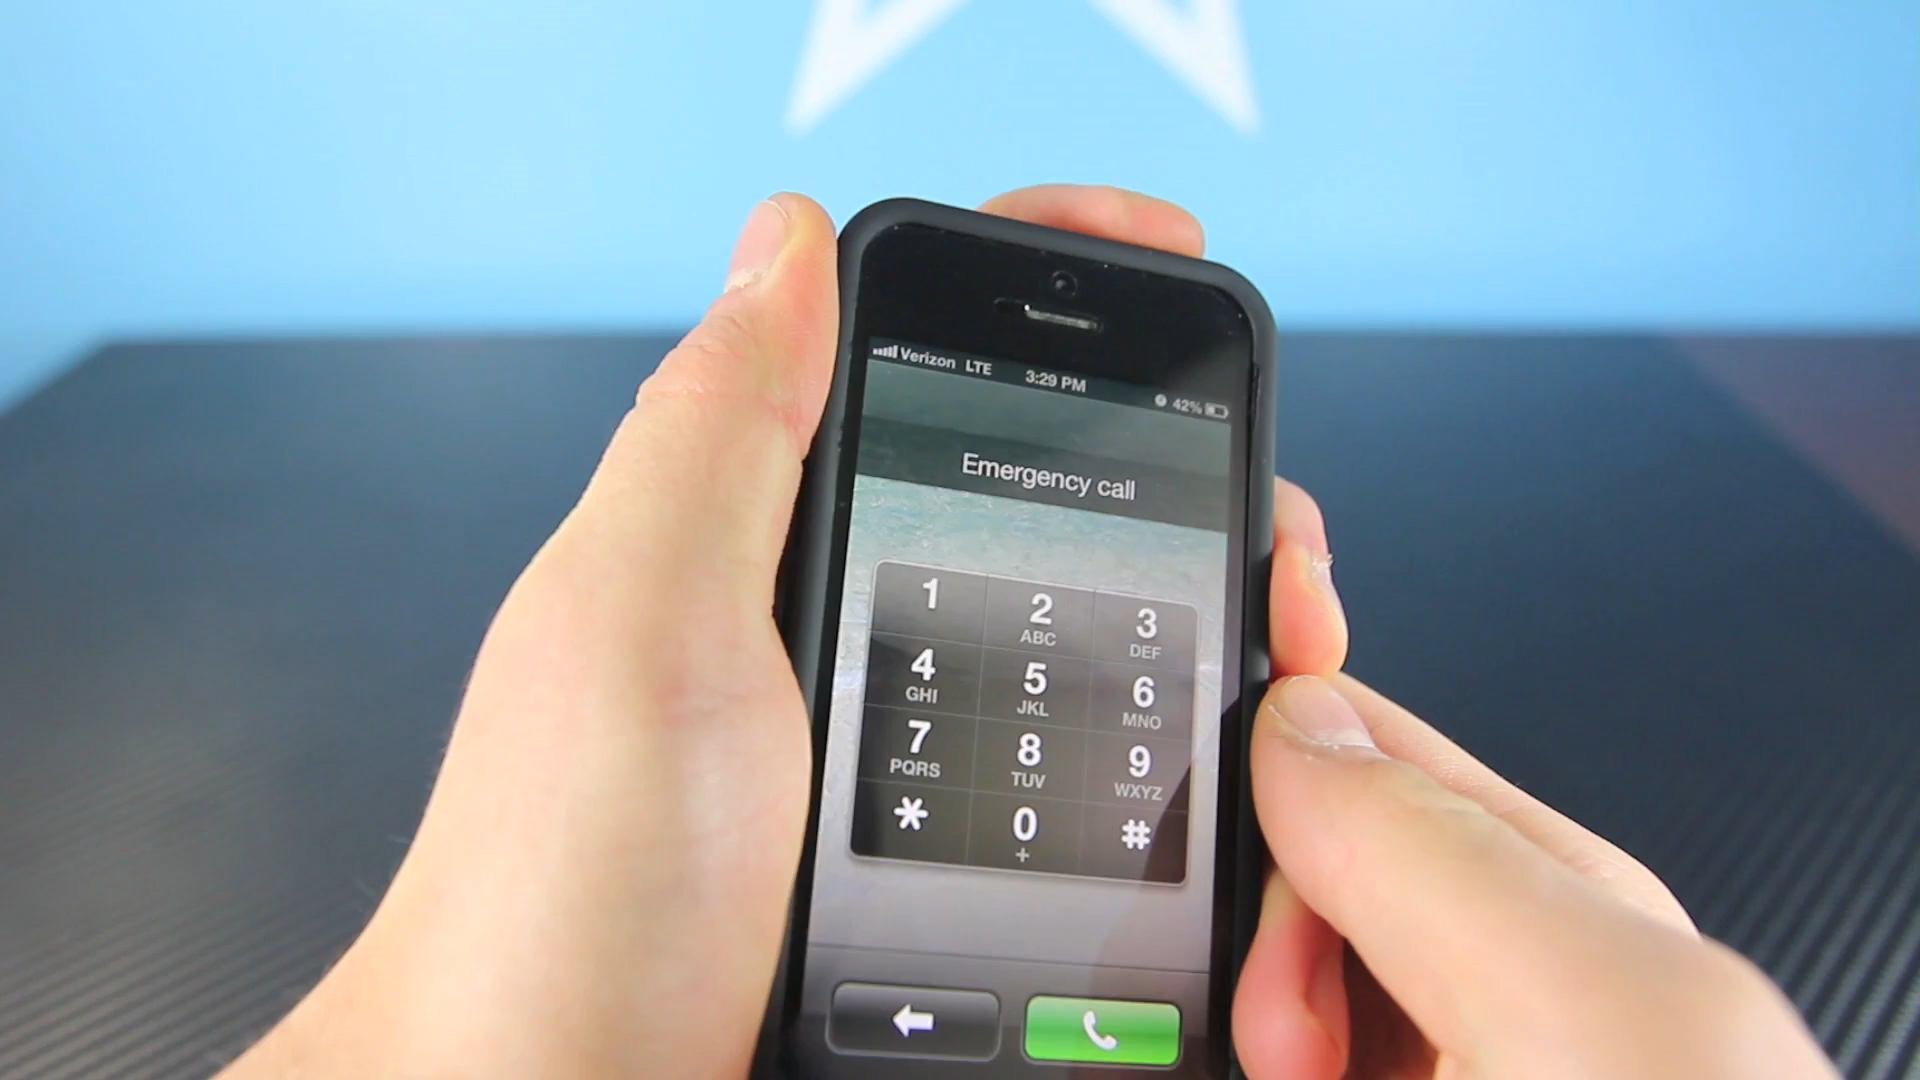 Verizon LTE 3:29 PM 42%
Emergency call
1 2 3
ABC DEF
4 5 6
GHI JKL MNO
7 8 9
PQRS TUV WXYZ
* 0 #
+